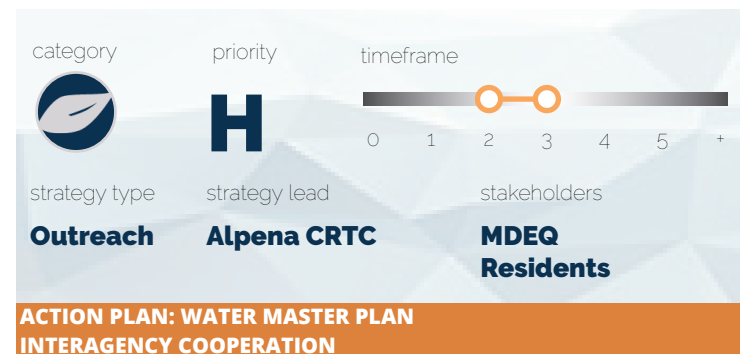 category priority timeframe
H
0 1 2 3 4 5 +
strategy type strategy lead stakeholders
Outreach Alpena CRTC MDEQ
Residents
ACTION PLAN: WATER MASTER PLAN
INTERAGENCY COOPERATION